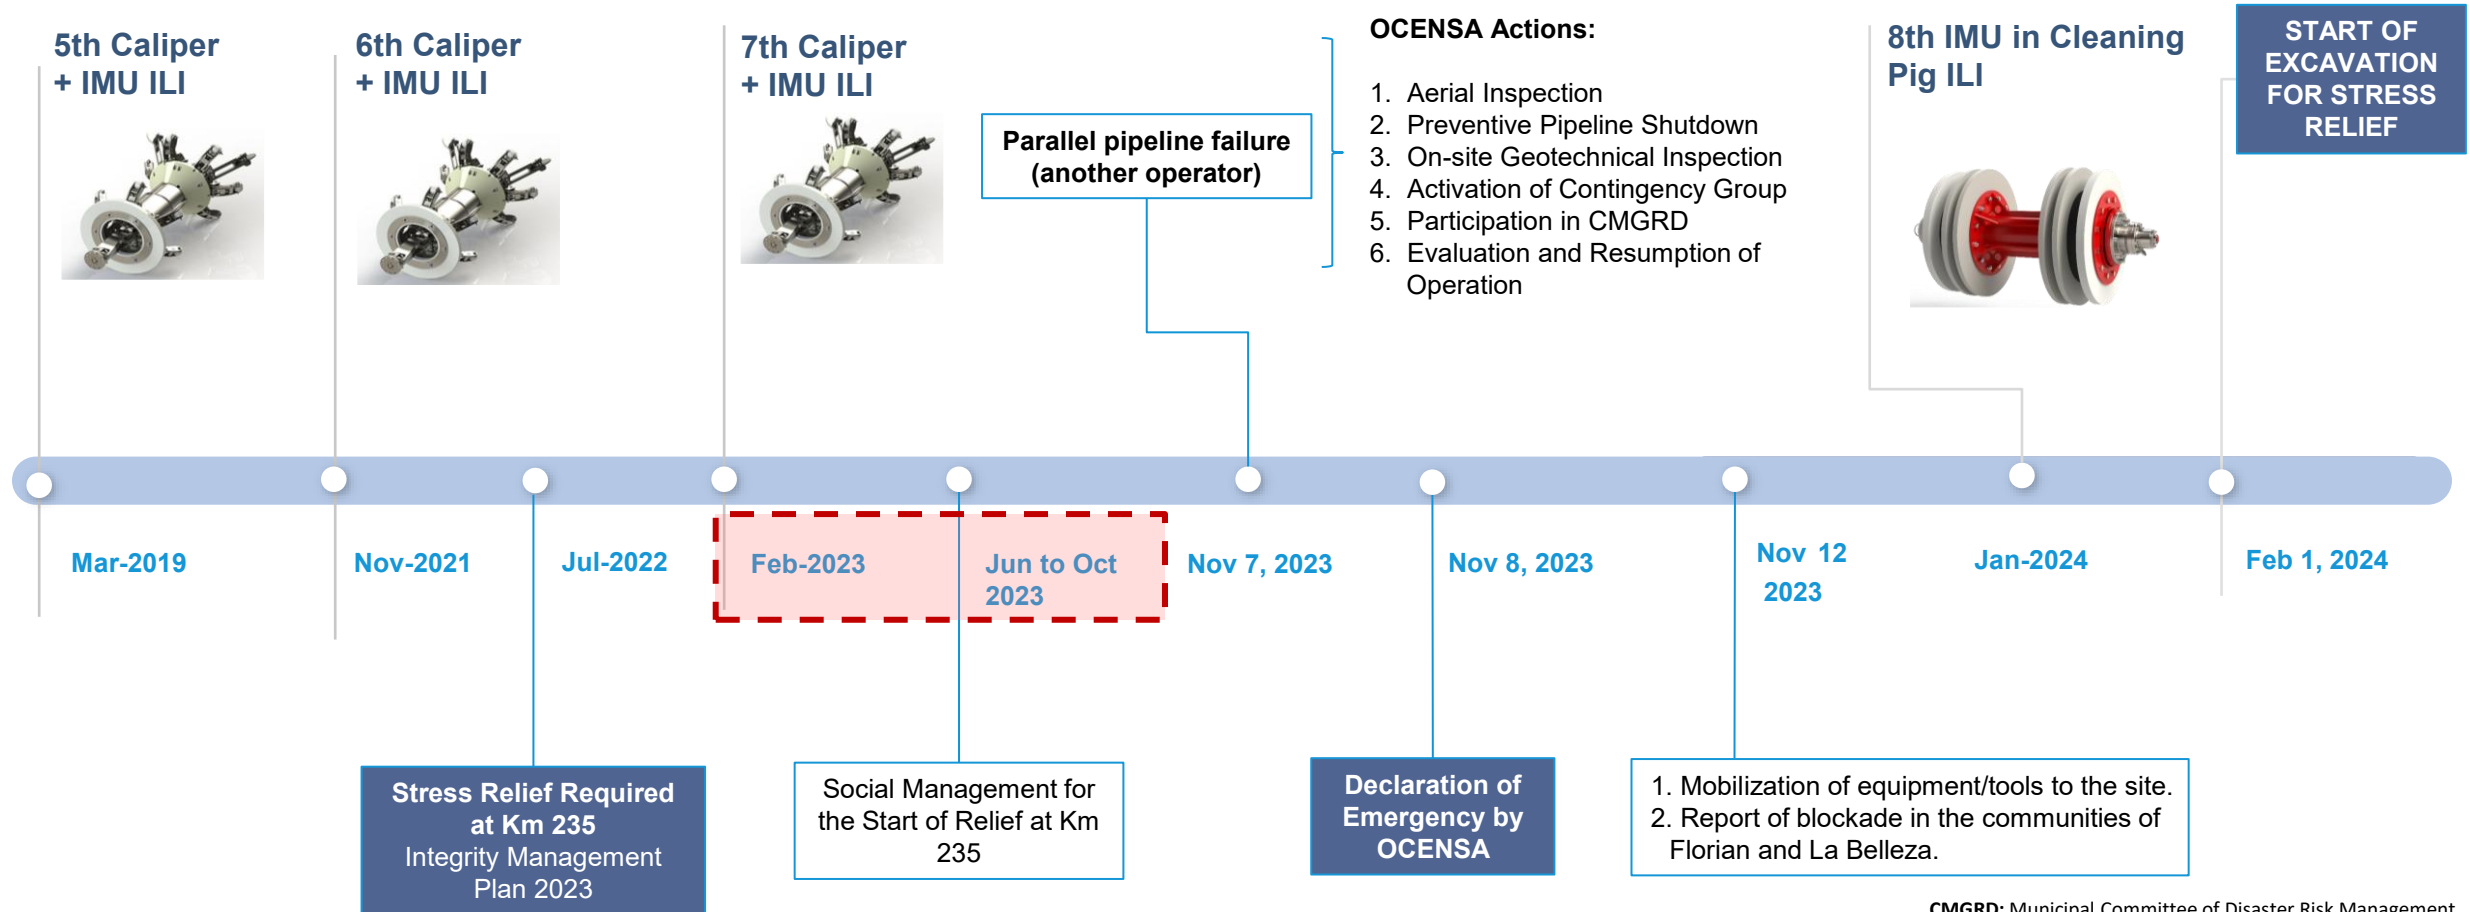 5th Caliper
+ IMU ILI
6th Caliper
+ IMU ILI
7th Caliper
+ IMU ILI
Parallel pipeline failure
(another operator)
OCENSA Actions:
1. Aerial Inspection
2. Preventive Pipeline Shutdown
3. On-site Geotechnical Inspection
4. Activation of Contingency Group
5. Participation in CMGRD
6. Evaluation and Resumption of
Operation
8th IMU in Cleaning
Pig ILI
START OF
EXCAVATION
FOR STRESS
RELIEF
Mar-2019
Nov-2021
Jul-2022
Feb-2023
Jun to Oct
2023
Nov 7, 2023
Nov 8, 2023
Nov 12
2023
Jan-2024
Feb 1, 2024
Stress Relief Required
at Km 235
Integrity Management
Plan 2023
Social Management for
the Start of Relief at Km
235
Declaration of
Emergency by
OCENSA
1. Mobilization of equipment/tools to the site.
2. Report of blockade in the communities of
Florian and La Belleza.
CMGRD: Municipal Committee of Disaster Risk Management